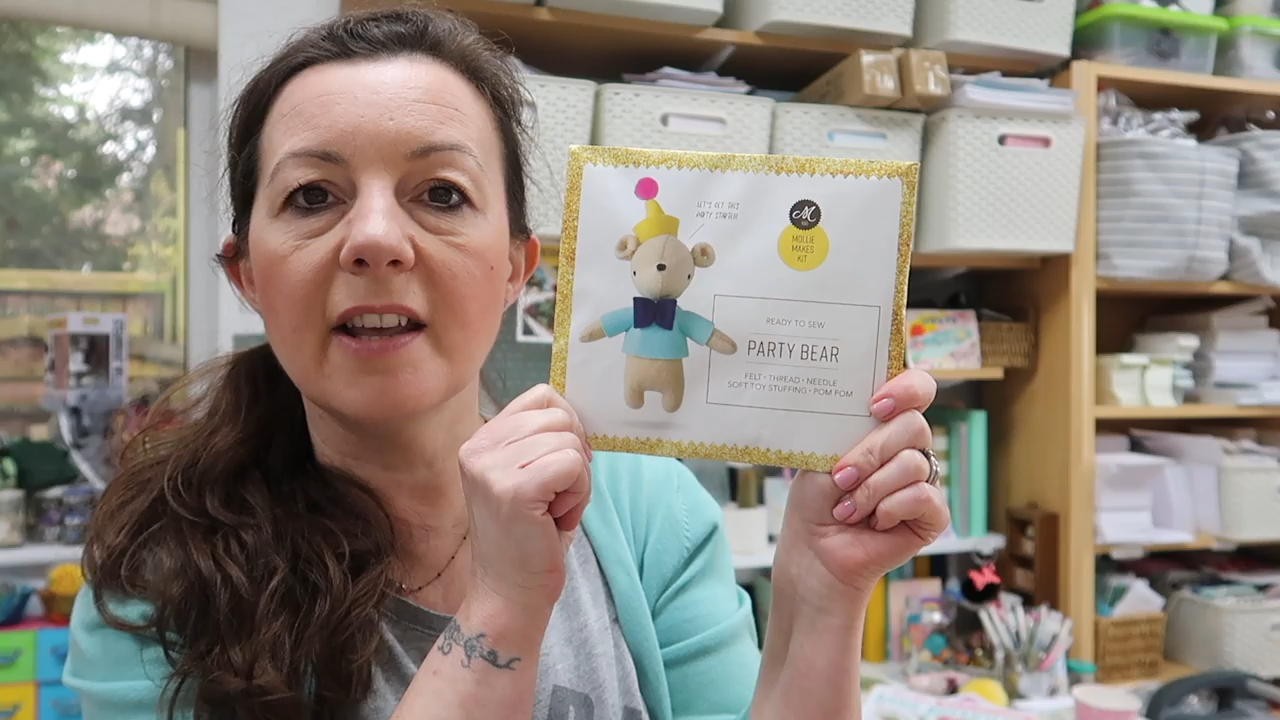 LET'S GET THIS
PARTY STARTED!
M
MOLLIE
MAKES
KIT
READY TO SEW
PARTY BEAR
FELT • THREAD • NEEDLE
SOFT TOY STUFFING • POM POM